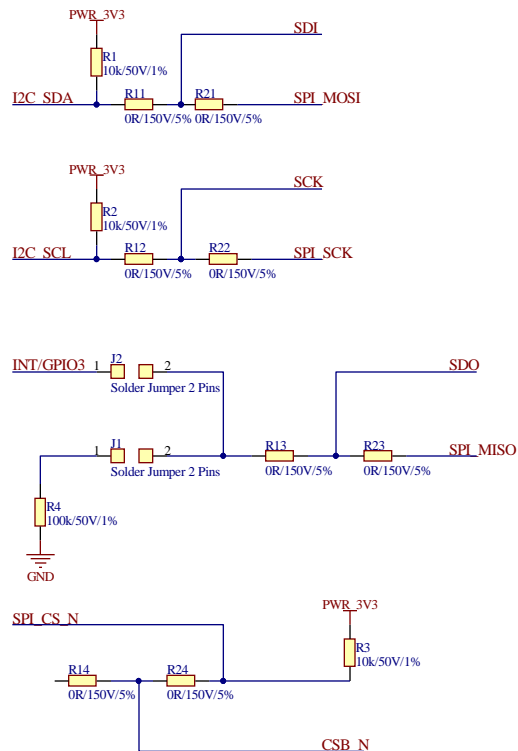 PWR_3V3
SDI
R1
10k/50V/1%
I2C_SDA
R11
R21
SPI_MOSI
0R/150V/5%
0R/150V/5%
PWR_3V3
SCK
R2
10k/50V/1%
I2C_SCL
R12
R22
SPI_SCK
0R/150V/5%
0R/150V/5%
INT/GPIO3
1
J2
2
SDO
Solder Jumper 2 Pins
1
J1
2
R13
R23
SPI_MISO
Solder Jumper 2 Pins
0R/150V/5%
0R/150V/5%
R4
100k/50V/1%
GND
PWR_3V3
SPI_CS_N
R3
10k/50V/1%
R14
R24
0R/150V/5%
0R/150V/5%
CSB_N